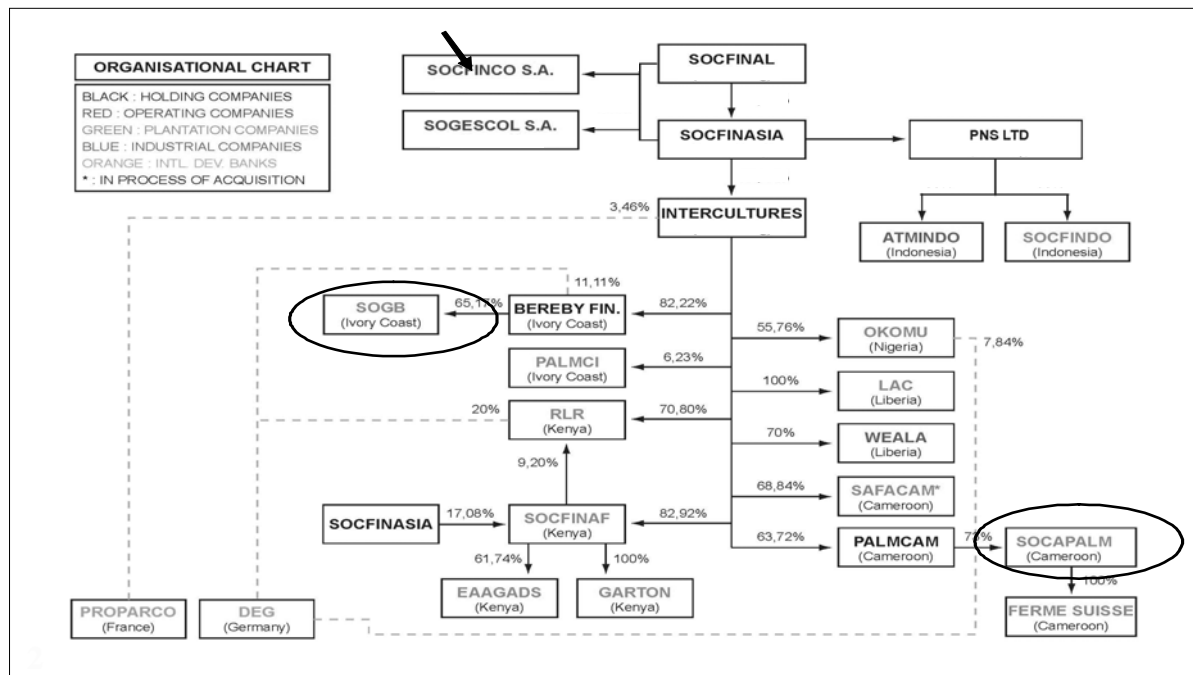 ORGANISATIONAL CHART
BLACK : HOLDING COMPANIES
RED : OPERATING COMPANIES
GREEN : PLANTATION COMPANIES
BLUE : INDUSTRIAL COMPANIES
ORANGE : INTL. DEV. BANKS
* : IN PROCESS OF ACQUISITION
SOCFINCO S.A.
SOCFINAL
SOGESCOL S.A.
SOCFINASIA
PNS LTD
3,46%
INTERCULTURES
ATMINDO
(Indonesia)
SOCFINDO
(Indonesia)
11,11%
SOGB
(Ivory Coast)
65,17%
BEREBY FIN.
(Ivory Coast)
82,22%
55,76%
OKOMU
(Nigeria)
7,84%
PALMCI
(Ivory Coast)
6,23%
100%
LAC
(Liberia)
20%
RLR
(Kenya)
70,80%
70%
WEALA
(Liberia)
9,20%
68,84%
SAFACAM*
(Cameroon)
SOCFINASIA
17,08%
SOCFINAF
(Kenya)
82,92%
63,72%
PALMCAM
(Cameroon)
SOCAPALM
(Cameroon)
61,74%
100%
100%
EAAGADS
(Kenya)
GARTON
(Kenya)
PROPARCO
(France)
DEG
(Germany)
FERME SUISSE
(Cameroon)
2